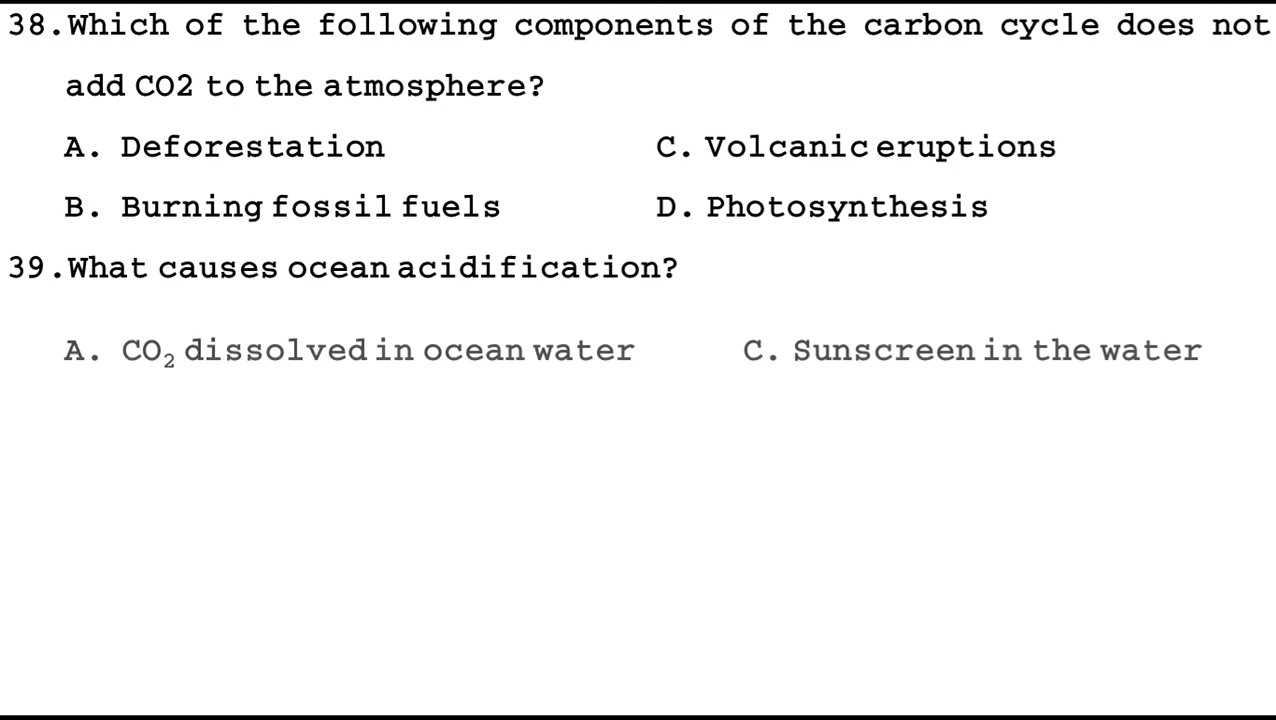 38.Which of the following components of the carbon cycle does not
add CO2 to the atmosphere?
A. Deforestation C. Volcanic eruptions
B. Burning fossil fuels D. Photosynthesis
39.What causes ocean acidification?
A. CO₂ dissolved in ocean water C. Sunscreen in the water